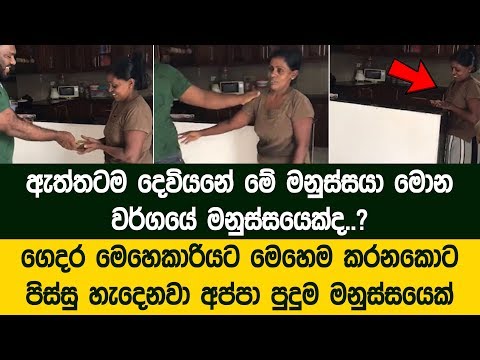 ඇත්තටම දෙවියනේ මේ මනුස්සයා මොන
වර්ගයේ මනුස්සයෙක්ද..?
ගෙදර මෙහෙකාරියට මෙහෙම කරනකොට
පිස්සු හැදෙනවා අප්පා පුදුම මනුස්සයෙක්